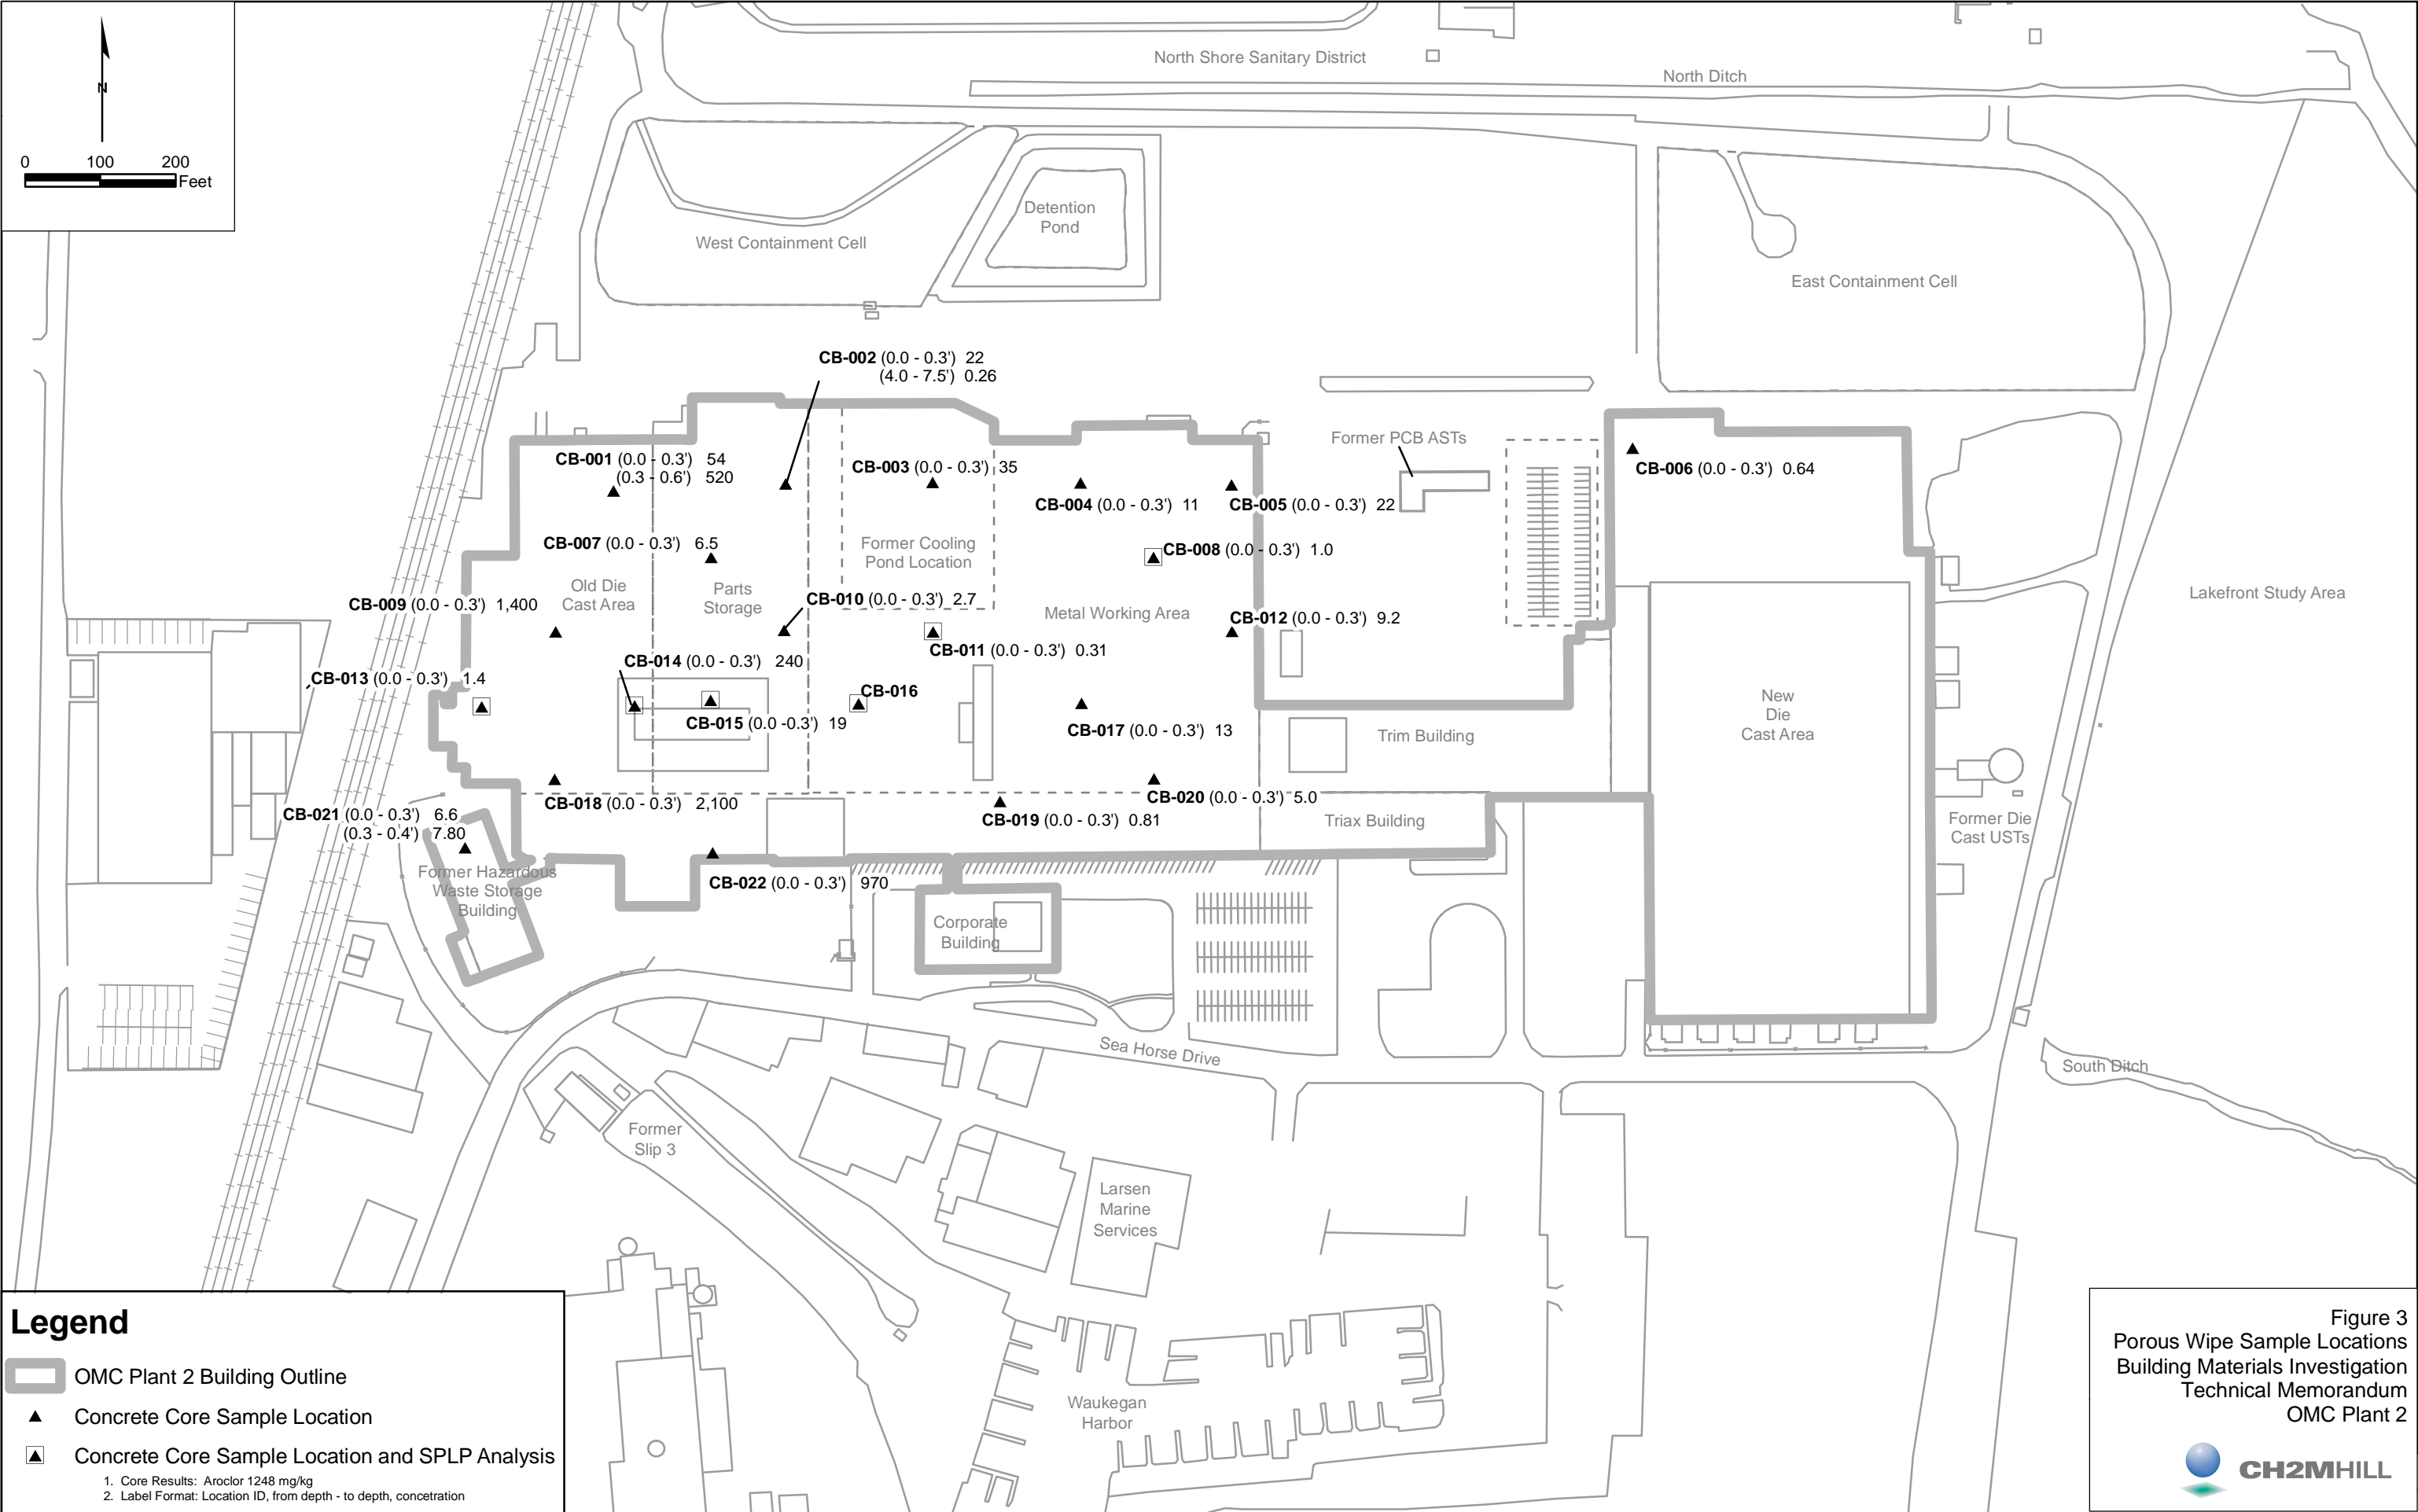 N
0 100 200
Feet
North Shore Sanitary District
North Ditch
West Containment Cell
Detention
Pond
East Containment Cell
CB-002 (0.0 - 0.3') 22
(4.0 - 7.5') 0.26
CB-001 (0.0 - 0.3') 54
(0.3 - 0.6') 520
CB-003 (0.0 - 0.3') 35
CB-004 (0.0 - 0.3') 11
CB-005 (0.0 - 0.3') 22
Former PCB ASTs
CB-006 (0.0 - 0.3') 0.64
CB-007 (0.0 - 0.3') 6.5
Former Cooling
Pond Location
CB-008 (0.0 - 0.3') 1.0
Old Die
Cast Area
Parts
Storage
CB-009 (0.0 - 0.3') 1,400
CB-010 (0.0 - 0.3') 2.7
Metal Working Area
CB-012 (0.0 - 0.3') 9.2
Lakefront Study Area
CB-011 (0.0 - 0.3') 0.31
CB-014 (0.0 - 0.3') 240
CB-013 (0.0 - 0.3') 1.4
CB-016
CB-015 (0.0 -0.3') 19
CB-017 (0.0 - 0.3') 13
Trim Building
New
Die
Cast Area
CB-018 (0.0 - 0.3') 2,100
CB-020 (0.0 - 0.3') 5.0
CB-019 (0.0 - 0.3') 0.81
Triax Building
Former Die
Cast USTs
CB-021 (0.0 - 0.3') 6.6
(0.3 - 0.4') 7.80
Former Hazardous
Waste Storage
Building
CB-022 (0.0 - 0.3') 970
Corporate
Building
Sea Horse Drive
South Ditch
Former
Slip 3
Larsen
Marine
Services
Waukegan
Harbor
Legend
OMC Plant 2 Building Outline
Concrete Core Sample Location
Concrete Core Sample Location and SPLP Analysis
1. Core Results: Aroclor 1248 mg/kg
2. Label Format: Location ID, from depth - to depth, concetration
Figure 3
Porous Wipe Sample Locations
Building Materials Investigation
Technical Memorandum
OMC Plant 2
CH2MHILL